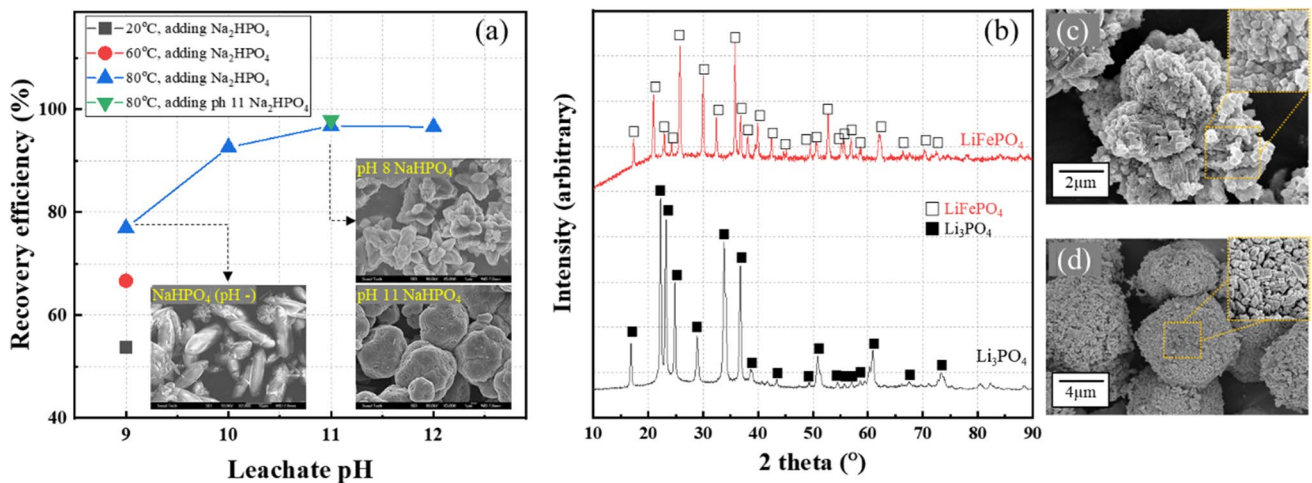 (a)
20°C, adding Na₂HPO₄
60°C, adding Na₂HPO₄
80°C, adding Na₂HPO₄
80°C, adding ph 11 Na₂HPO₄
Recovery efficiency (%)
100
80
60
40
9
10
11
12
Leachate pH
pH 8 NaHPO₄
NaHPO₄ (pH -)
pH 11 NaHPO₄
(b)
Intensity (arbitrary)
LiFePO₄
LiFePO₄
Li₃PO₄
Li₃PO₄
10
20
30
40
50
60
70
80
90
2 theta (°)
(c)
2μm
(d)
4μm